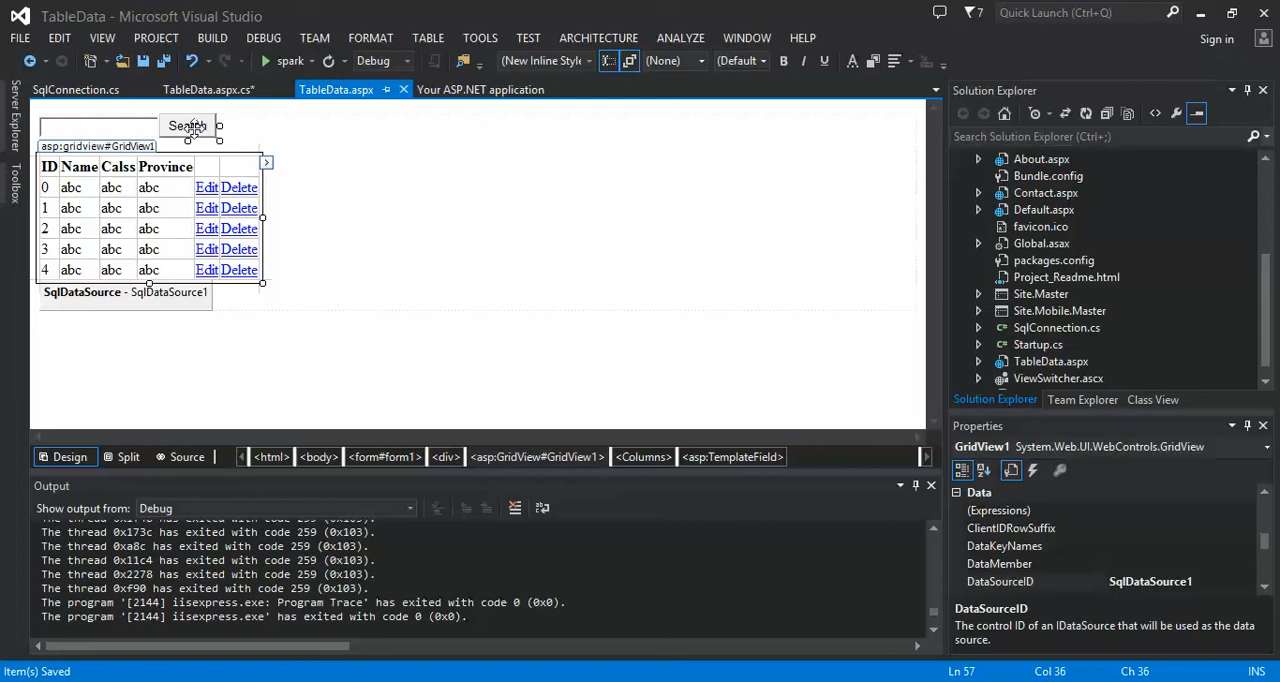 TableData - Microsoft Visual Studio
7
Quick Launch (Ctrl+Q)
FILE EDIT VIEW PROJECT BUILD DEBUG TEAM FORMAT TABLE TOOLS TEST ARCHITECTURE ANALYZE WINDOW HELP
Sign in
spark Debug (New Inline Style (None) (Default B I U A
SqlConnection.cs TableData.aspx.cs* TableData.aspx Your ASP.NET application
Server Explorer
Toolbox
asp:gridview#GridView1
ID Name Calss Province
0 abc abc abc Edit Delete
1 abc abc abc Edit Delete
2 abc abc abc Edit Delete
3 abc abc abc Edit Delete
4 abc abc abc Edit Delete
SqlDataSource - SqlDataSource1
Design Split Source <html> <body> <form#form1> <div> <asp:GridView#GridView1> <Columns> <asp:TemplateField>
Output
Show output from: Debug
The thread 0x173c has exited with code 259 (0x103).
The thread 0xa8c has exited with code 259 (0x103).
The thread 0x11c4 has exited with code 259 (0x103).
The thread 0x2278 has exited with code 259 (0x103).
The thread 0xf90 has exited with code 259 (0x103).
The program '[2144] iisexpress.exe: Program Trace' has exited with code 0 (0x0).
The program '[2144] iisexpress.exe' has exited with code 0 (0x0).
Solution Explorer
Search Solution Explorer (Ctrl+;)
About.aspx
Bundle.config
Contact.aspx
Default.aspx
favicon.ico
Global.asax
packages.config
Project_Readme.html
Site.Master
Site.Mobile.Master
SqlConnection.cs
Startup.cs
TableData.aspx
ViewSwitcher.ascx
Solution Explorer Team Explorer Class View
Properties
GridView1 System.Web.UI.WebControls.GridView
Data
(Expressions)
ClientIDRowSuffix
DataKeyNames
DataMember
DataSourceID SqlDataSource1
DataSourceID
The control ID of an IDataSource that will be used as the data
source.
Item(s) Saved Ln 57 Col 36 Ch 36 INS